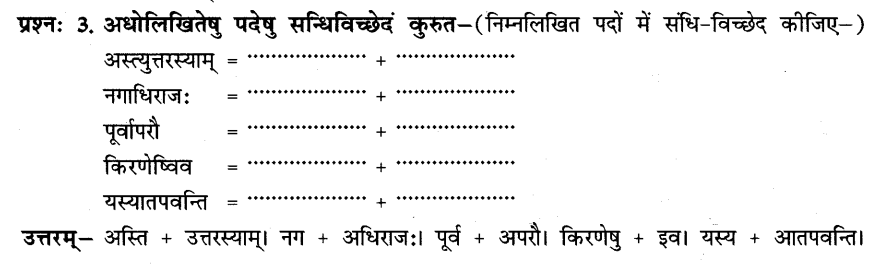 प्रश्नः 3. अधोलिखितेषु पदेषु सन्धिविच्छेदं कुरुत–(निम्नलिखित पदों में संधि-विच्छेद कीजिए–)
अस्त्युत्तरस्याम् = .................... + ....................
नगाधिराजः = .................... + ....................
पूर्वापरौ = .................... + ....................
किरणेष्विव = .................... + ....................
यस्यातपवन्ति = .................... + ....................
उत्तरम्– अस्ति + उत्तरस्याम्। नग + अधिराजः। पूर्व + अपरौ। किरणेषु + इव। यस्य + आतपवन्ति।